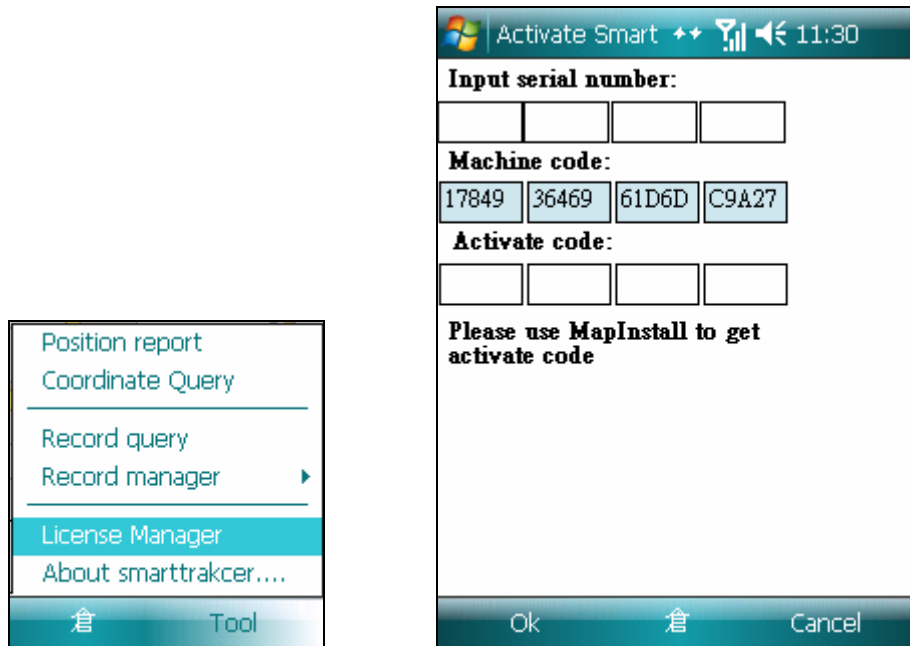 Position report
Coordinate Query
Record query
Record manager
License Manager
About smarttrakcer....
倉 Tool
Activate Smart 11:30
Input serial number:
Machine code:
17849 36469 61D6D C9A27
Activate code:
Please use MapInstall to get
activate code
Ok 倉 Cancel